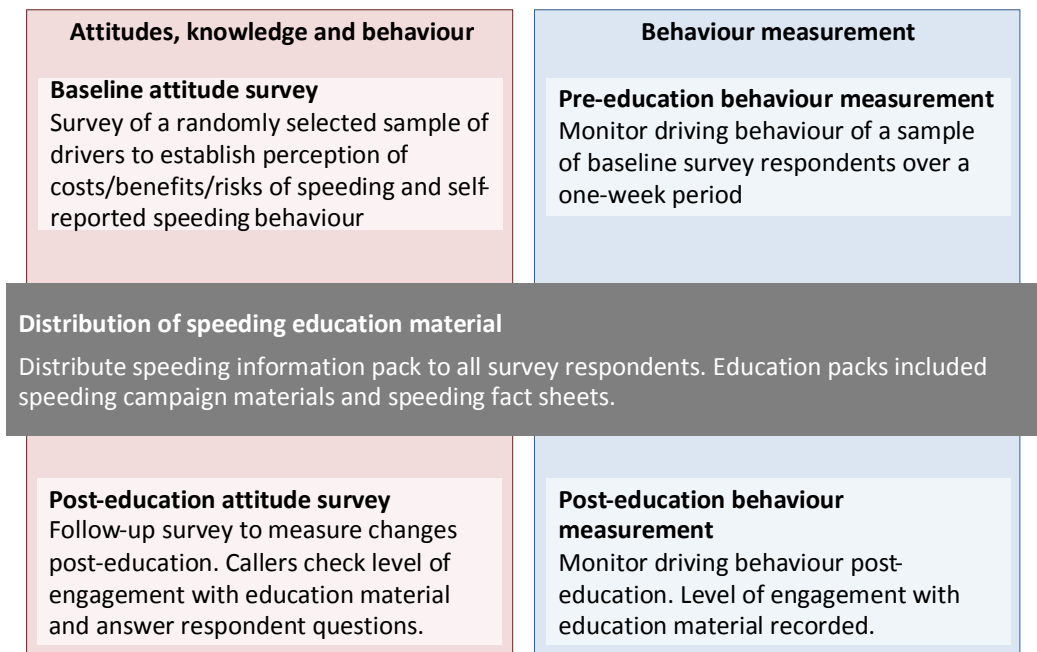 Attitudes, knowledge and behaviour
Baseline attitude survey
Survey of a randomly selected sample of
drivers to establish perception of
costs/benefits/risks of speeding and self-
reported speeding behaviour
Behaviour measurement
Pre-education behaviour measurement
Monitor driving behaviour of a sample
of baseline survey respondents over a
one-week period
Distribution of speeding education material
Distribute speeding information pack to all survey respondents. Education packs included
speeding campaign materials and speeding fact sheets.
Post-education attitude survey
Follow-up survey to measure changes
post-education. Callers check level of
engagement with education material
and answer respondent questions.
Post-education behaviour
measurement
Monitor driving behaviour post-
education. Level of engagement with
education material recorded.